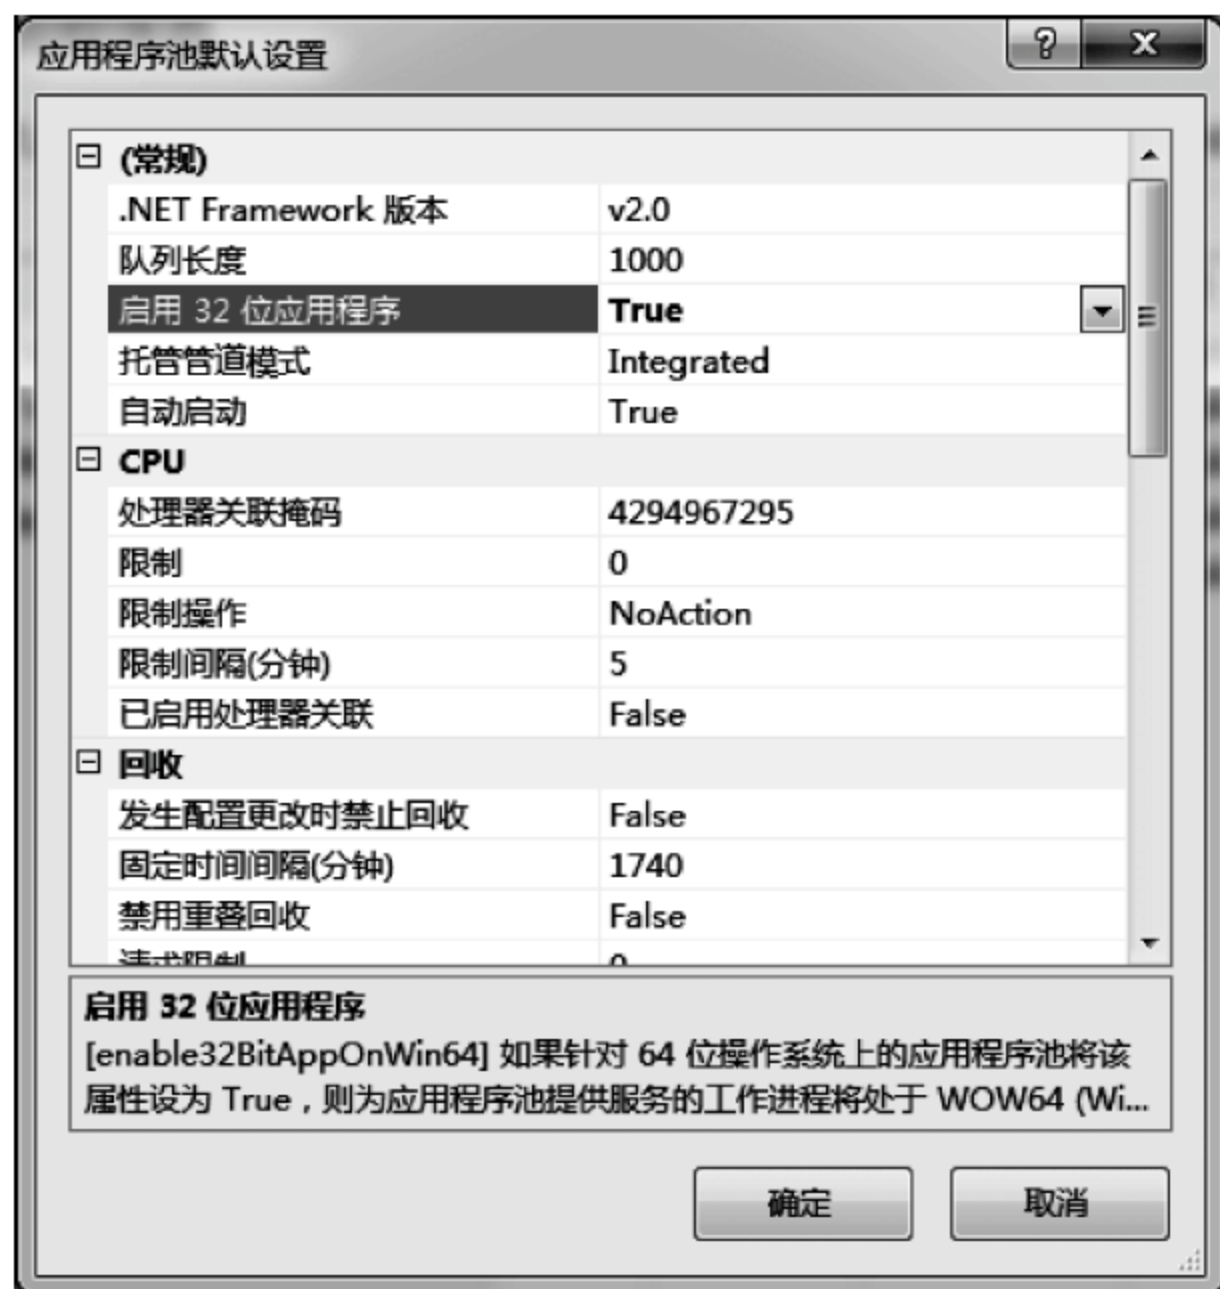 应用程序池默认设置
(常规)
.NET Framework 版本 v2.0
队列长度 1000
启用 32 位应用程序 True
托管管道模式 Integrated
自动启动 True
CPU
处理器关联掩码 4294967295
限制 0
限制操作 NoAction
限制间隔(分钟) 5
已启用处理器关联 False
回收
发生配置更改时禁止回收 False
固定时间间隔(分钟) 1740
禁用重叠回收 False
请求限制 0
启用 32 位应用程序
[enable32BitAppOnWin64] 如果针对 64 位操作系统上的应用程序池将该
属性设为 True，则为应用程序池提供服务的工作进程将处于 WOW64 (Wi...
确定 取消